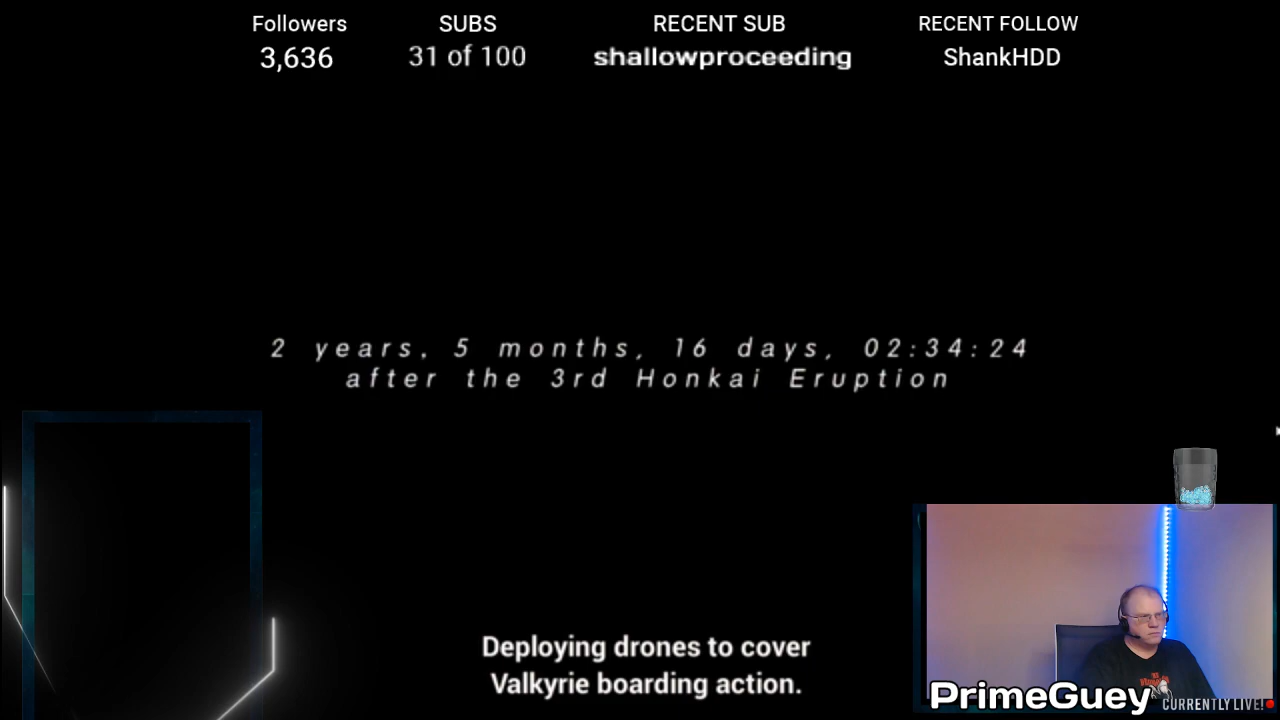 Followers
3,636
SUBS
31 of 100
RECENT SUB
shallowproceeding
RECENT FOLLOW
ShankHDD
2 years, 5 months, 16 days, 02:34:24
after the 3rd Honkai Eruption
Deploying drones to cover
Valkyrie boarding action.
PrimeGuey
CURRENTLY LIVE!